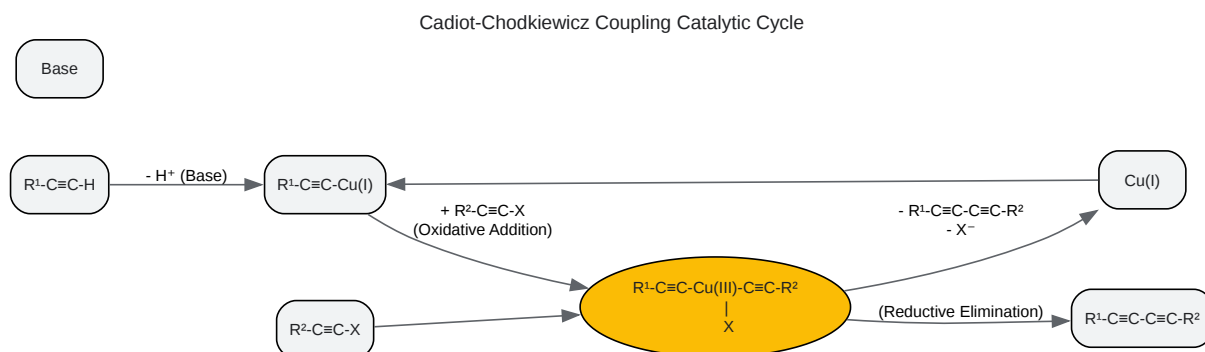 Cadiot-Chodkiewicz Coupling Catalytic Cycle
Base
R¹-C≡C-H
- H⁺ (Base)
R¹-C≡C-Cu(I)
+ R²-C≡C-X
(Oxidative Addition)
- R¹-C≡C-C≡C-R²
- X⁻
Cu(I)
R²-C≡C-X
R¹-C≡C-Cu(III)-C≡C-R²
|
X
(Reductive Elimination)
R¹-C≡C-C≡C-R²